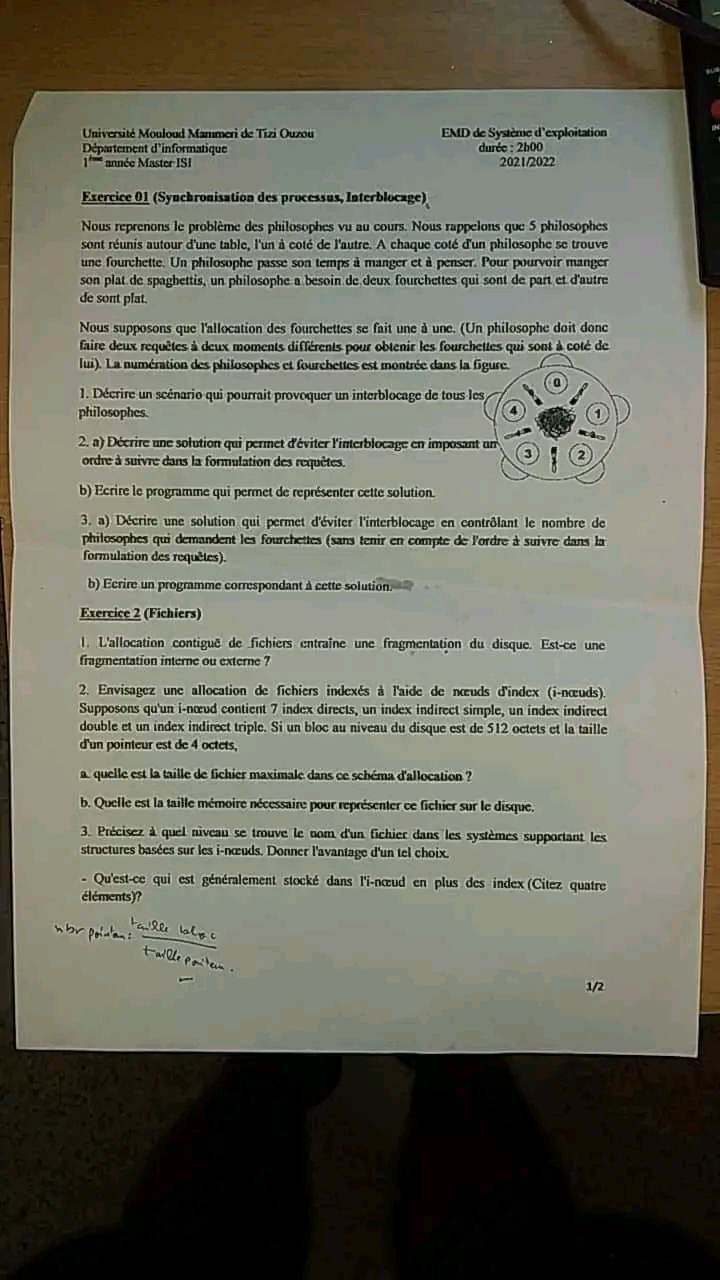 Université Mouloud Mammeri de Tizi Ouzou
Département d'informatique
1ème année Master ISI
EMD de Système d'exploitation
durée : 2h00
2021/2022
Exercice 01 (Synchronisation des processus, Interblocage)
Nous reprenons le problème des philosophes vu au cours. Nous rappelons que 5 philosophes
sont réunis autour d'une table, l'un à coté de l'autre. A chaque coté d'un philosophe se trouve
une fourchette. Un philosophe passe son temps à manger et à penser. Pour pourvoir manger
son plat de spaghettis, un philosophe a besoin de deux fourchettes qui sont de part et d'autre
de sont plat.
Nous supposons que l'allocation des fourchettes se fait une à une. (Un philosophe doit donc
faire deux requêtes à deux moments différents pour obtenir les fourchettes qui sont à coté de
lui). La numération des philosophes et fourchettes est montrée dans la figure.
1. Décrire un scénario qui pourrait provoquer un interblocage de tous les
philosophes.
2. a) Décrire une solution qui permet d'éviter l'interblocage en imposant un
ordre à suivre dans la formulation des requêtes.
0
4
1
3
2
b) Ecrire le programme qui permet de représenter cette solution.
3. a) Décrire une solution qui permet d'éviter l'interblocage en contrôlant le nombre de
philosophes qui demandent les fourchettes (sans tenir en compte de l'ordre à suivre dans la
formulation des requêtes).
b) Ecrire un programme correspondant à cette solution.
Exercice 2 (Fichiers)
1. L'allocation contiguë de fichiers entraîne une fragmentation du disque. Est-ce une
fragmentation interne ou externe ?
2. Envisagez une allocation de fichiers indexés à l'aide de nœuds d'index (i-nœuds).
Supposons qu'un i-nœud contient 7 index directs, un index indirect simple, un index indirect
double et un index indirect triple. Si un bloc au niveau du disque est de 512 octets et la taille
d'un pointeur est de 4 octets,
a. quelle est la taille de fichier maximale dans ce schéma d'allocation ?
b. Quelle est la taille mémoire nécessaire pour représenter ce fichier sur le disque.
3. Précisez à quel niveau se trouve le nom d'un fichier dans les systèmes supportant les
structures basées sur les i-nœuds. Donner l'avantage d'un tel choix.
- Qu'est-ce qui est généralement stocké dans l'i-nœud en plus des index (Citez quatre
éléments)?
taille bloc
nbr
taille
1/2